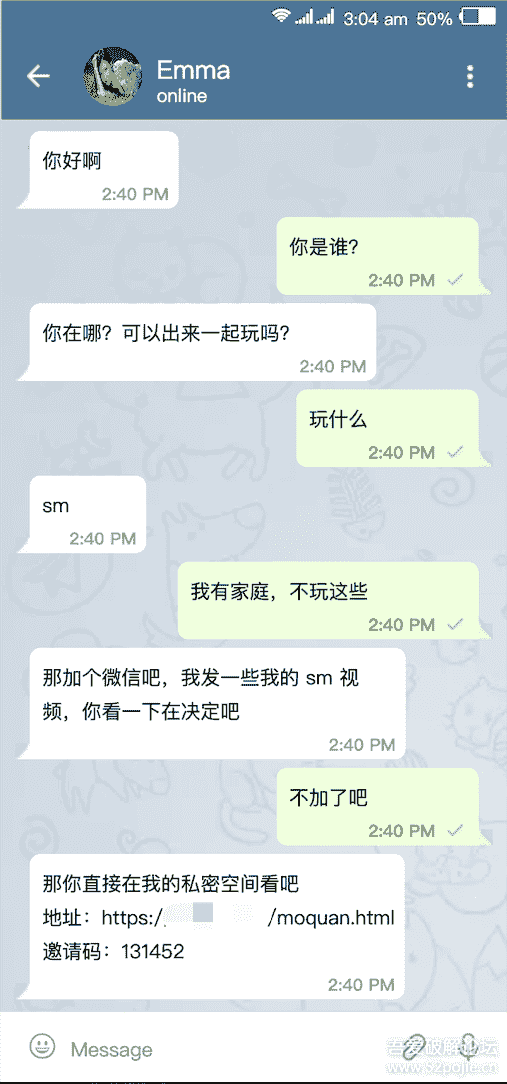 3:04 am 50%
Emma
online
你好啊
2:40 PM
你是谁?
2:40 PM
你在哪? 可以出来一起玩吗?
2:40 PM
玩什么
2:40 PM
sm
2:40 PM
我有家庭，不玩这些
2:40 PM
那加个微信吧，我发一些我的 sm 视
频，你看一下在决定吧
2:40 PM
不加了吧
2:40 PM
那你直接在我的私密空间看吧
地址：https:/ /moquan.html
邀请码：131452
2:40 PM
Message
吾爱破解论坛
www.52pojie.cn